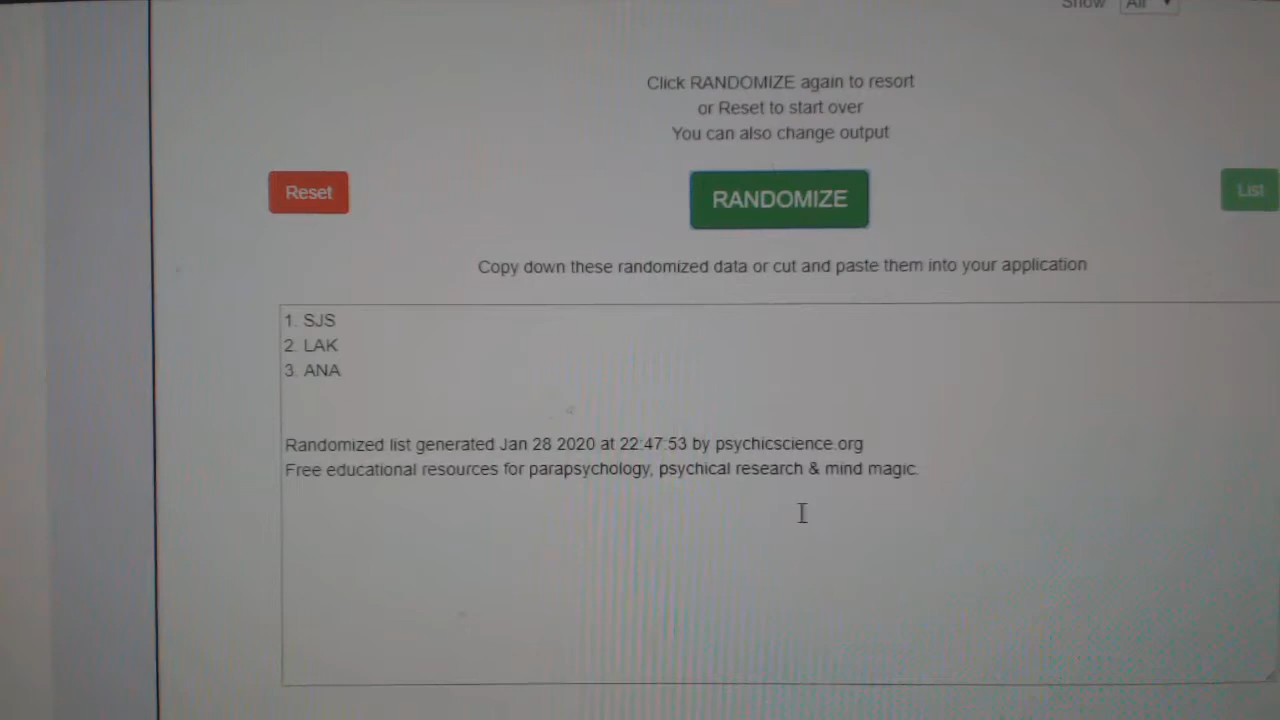 Show All
Click RANDOMIZE again to resort
or Reset to start over
You can also change output
Reset
RANDOMIZE
List
Copy down these randomized data or cut and paste them into your application
1. SJS
2. LAK
3. ANA
Randomized list generated Jan 28 2020 at 22:47:53 by psychicscience.org
Free educational resources for parapsychology, psychical research & mind magic.